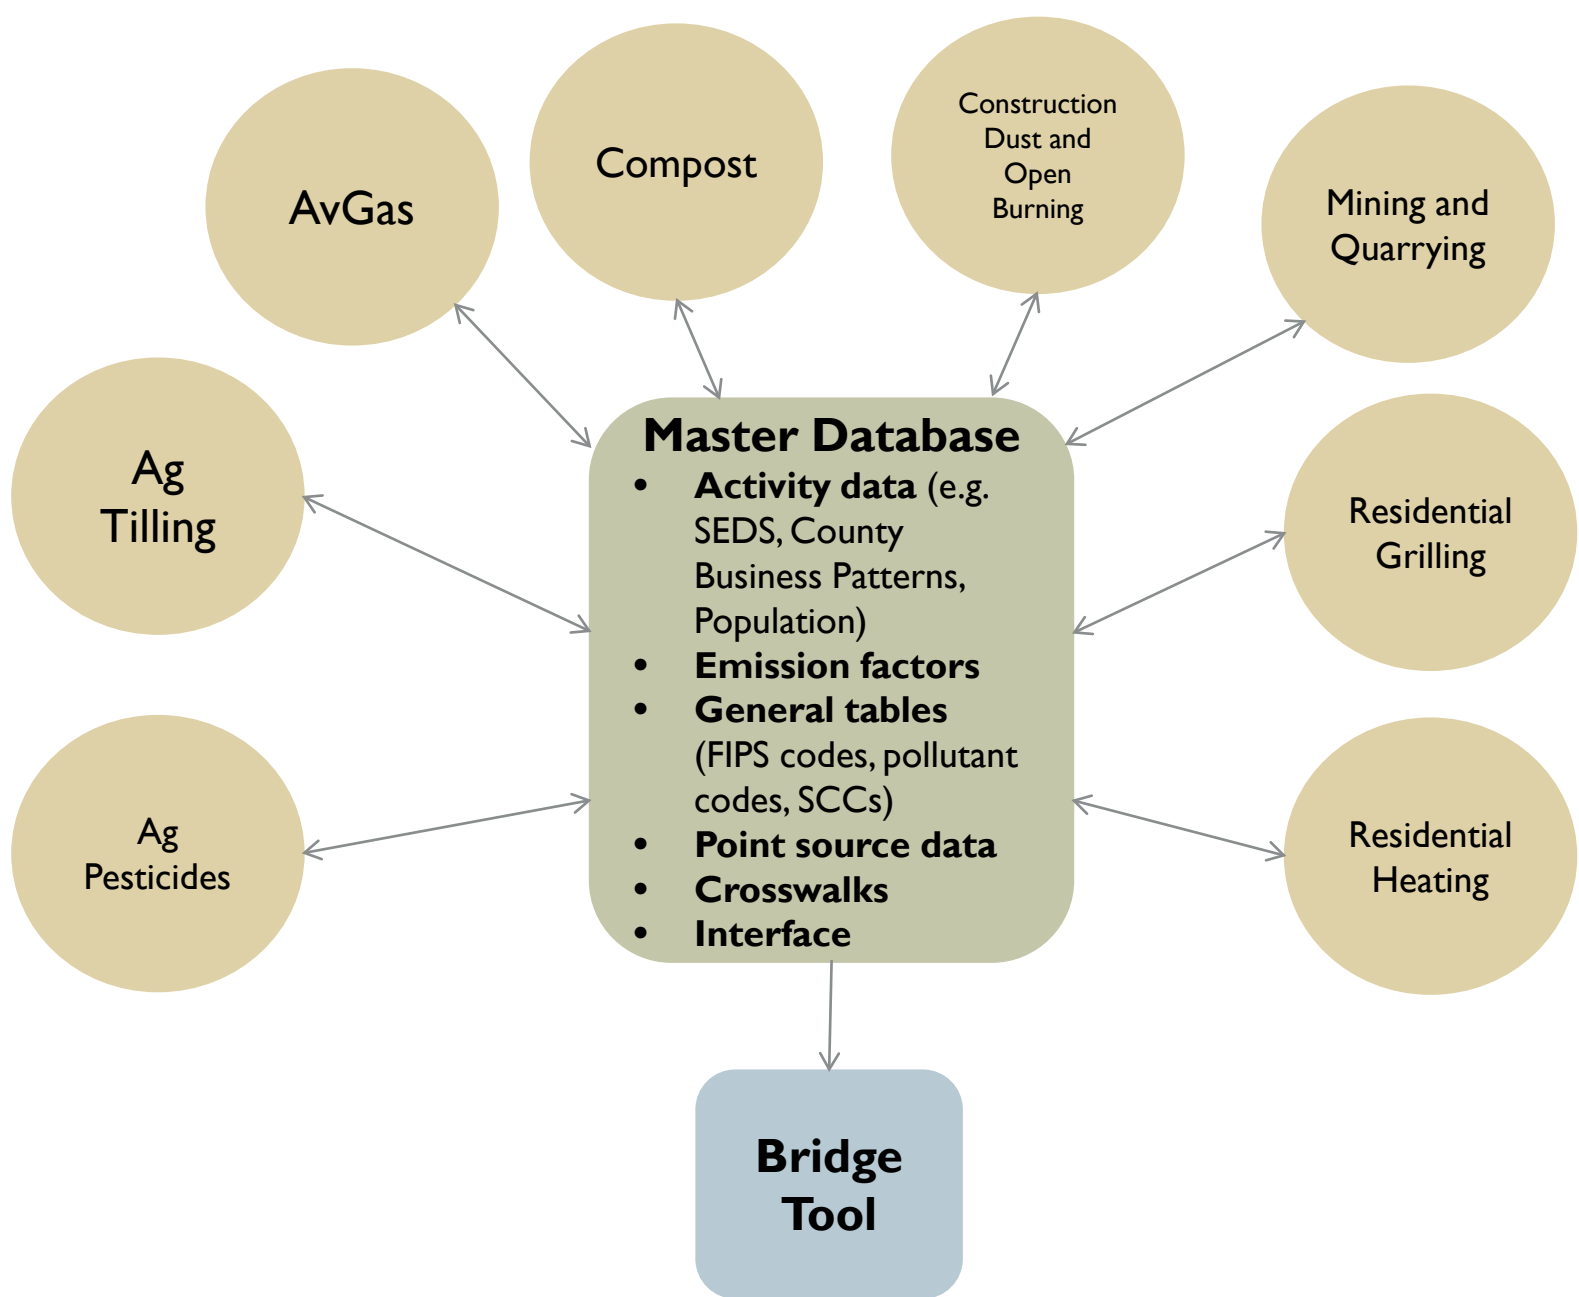 AvGas
Compost
Construction
Dust and
Open
Burning
Mining and
Quarrying
Ag
Tilling
Master Database
• Activity data (e.g.
SEDS, County
Business Patterns,
Population)
• Emission factors
• General tables
(FIPS codes, pollutant
codes, SCCs)
• Point source data
• Crosswalks
• Interface
Residential
Grilling
Ag
Pesticides
Residential
Heating
Bridge
Tool